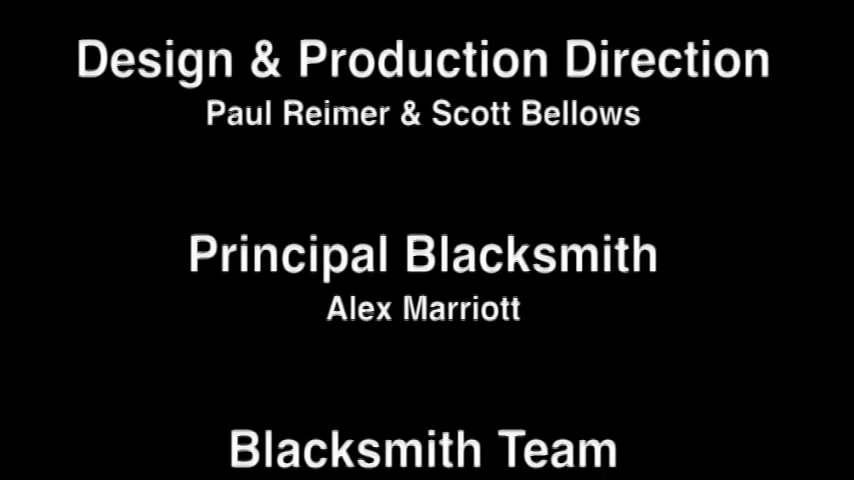 Design & Production Direction
Paul Reimer & Scott Bellows
Principal Blacksmith
Alex Marriott
Blacksmith Team